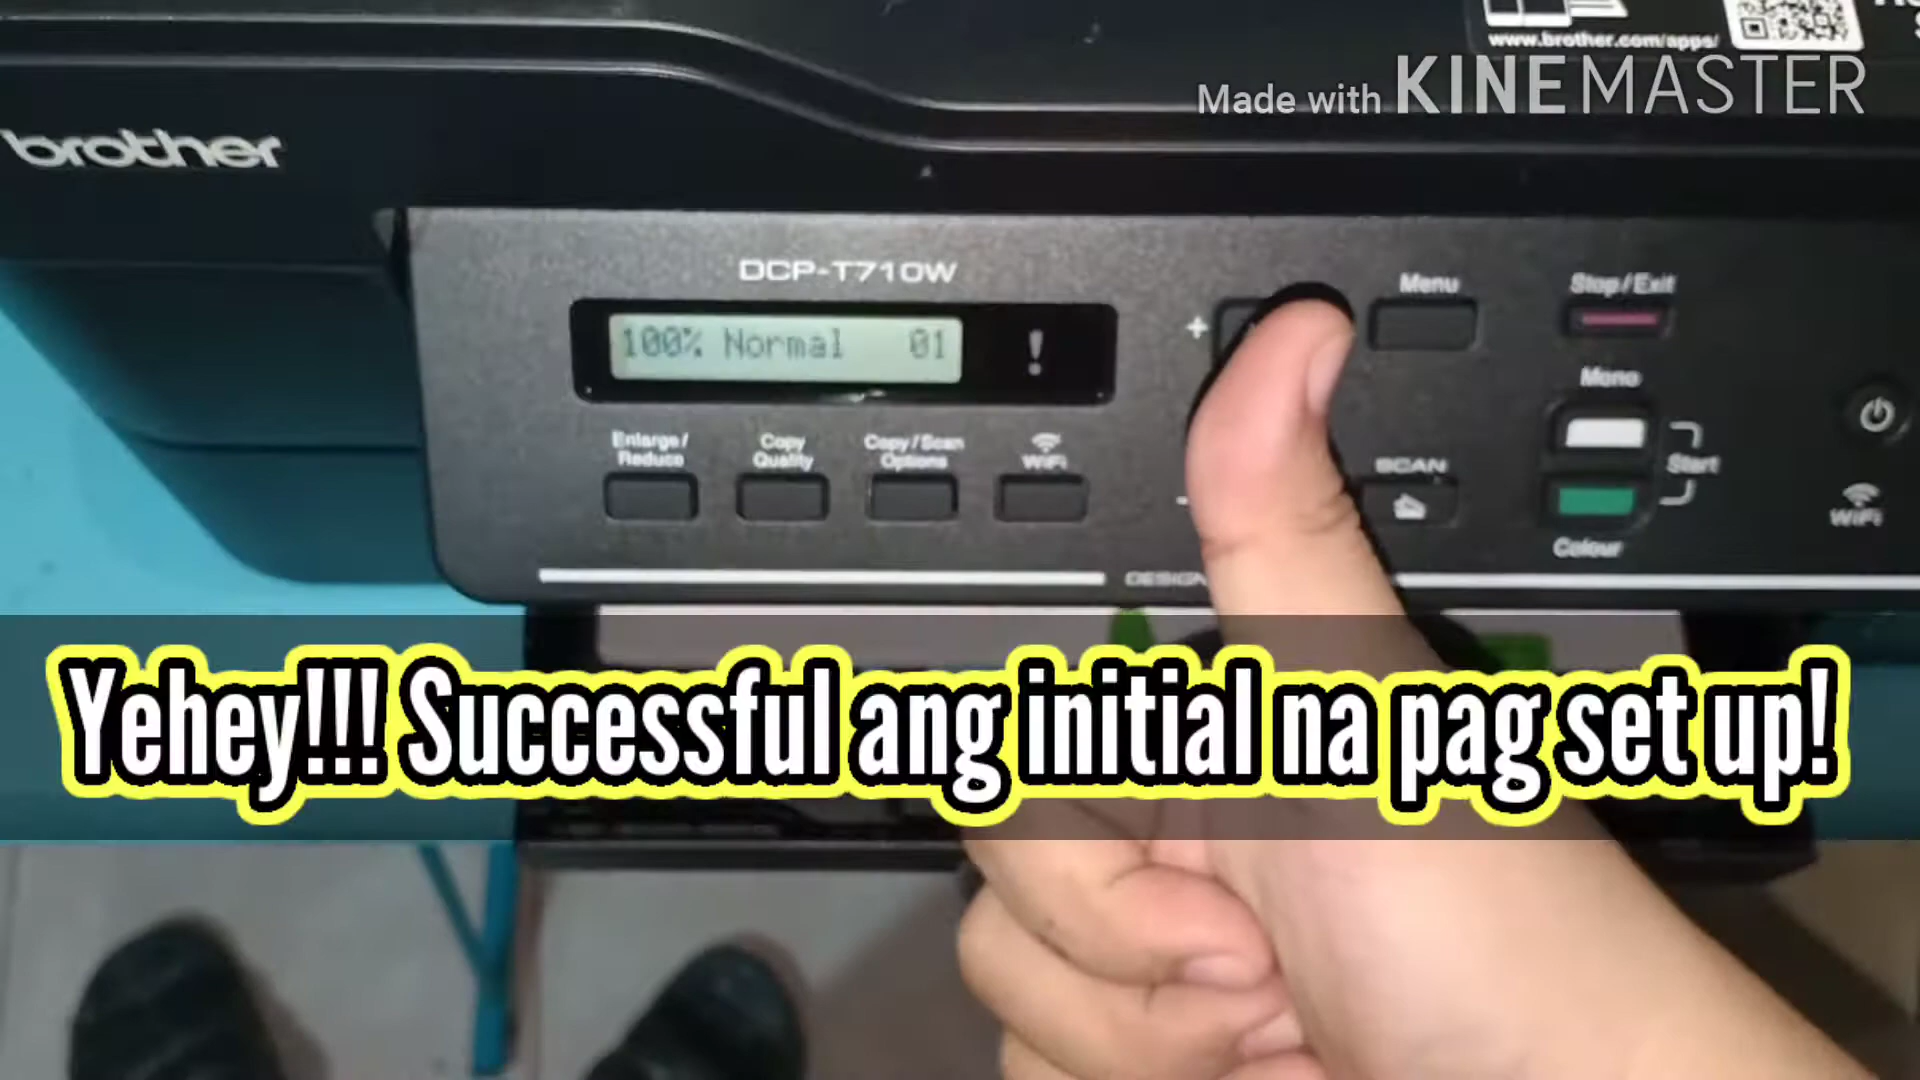 www.brother.com/apps/
Made with KINEMASTER
brother
DCP-T710W
100% Normal 01
!
+
Menu
Stop/Exit
Mono
Enlarge/
Reduce
Copy
Quality
Copy/Scan
Options
WiFi
-
SCAN
Start
Colour
WiFi
DESIGN
Yehey!!! Successful ang initial na pag set up!